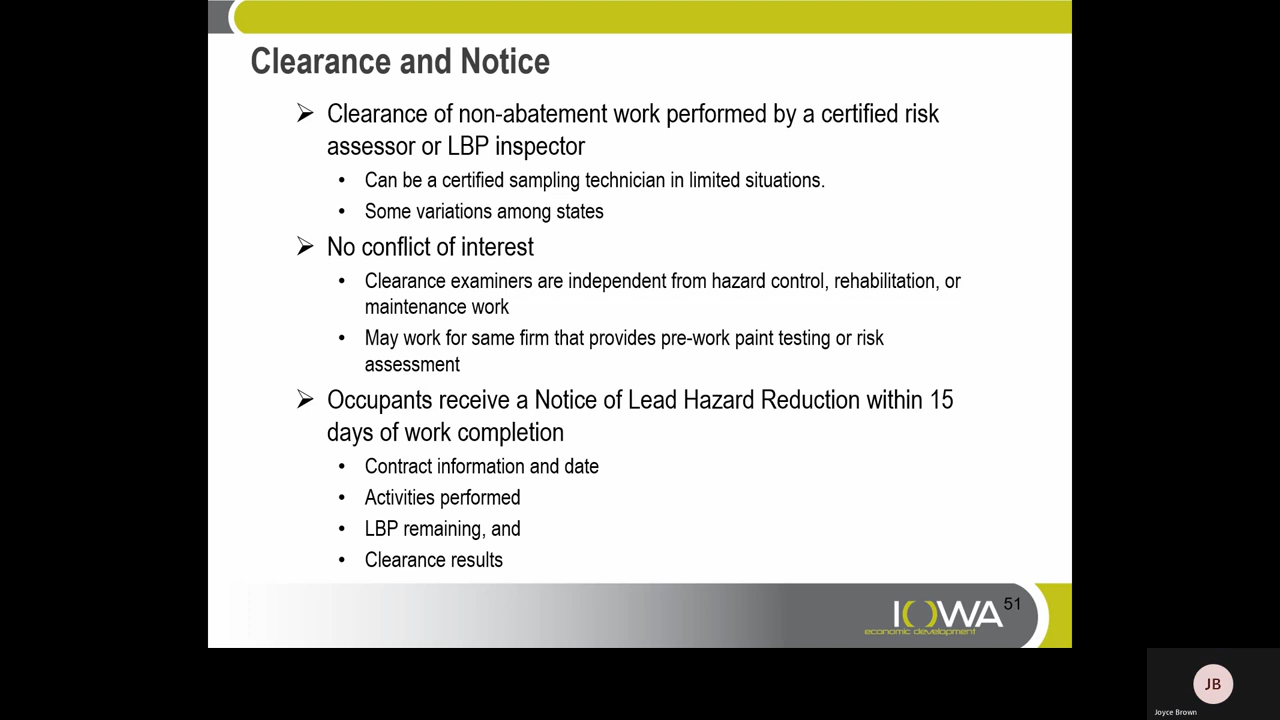 Clearance and Notice
➢ Clearance of non-abatement work performed by a certified risk
assessor or LBP inspector
• Can be a certified sampling technician in limited situations.
• Some variations among states
➢ No conflict of interest
• Clearance examiners are independent from hazard control, rehabilitation, or
maintenance work
• May work for same firm that provides pre-work paint testing or risk
assessment
➢ Occupants receive a Notice of Lead Hazard Reduction within 15
days of work completion
• Contract information and date
• Activities performed
• LBP remaining, and
• Clearance results
IOWA
economic development
51
JB
Joyce Brown